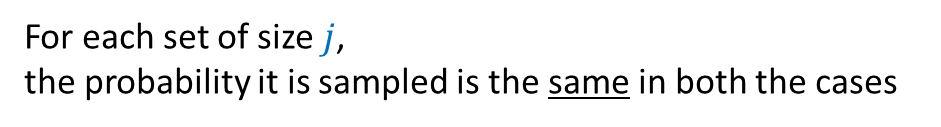 For each set of size j,
the probability it is sampled is the same in both the cases